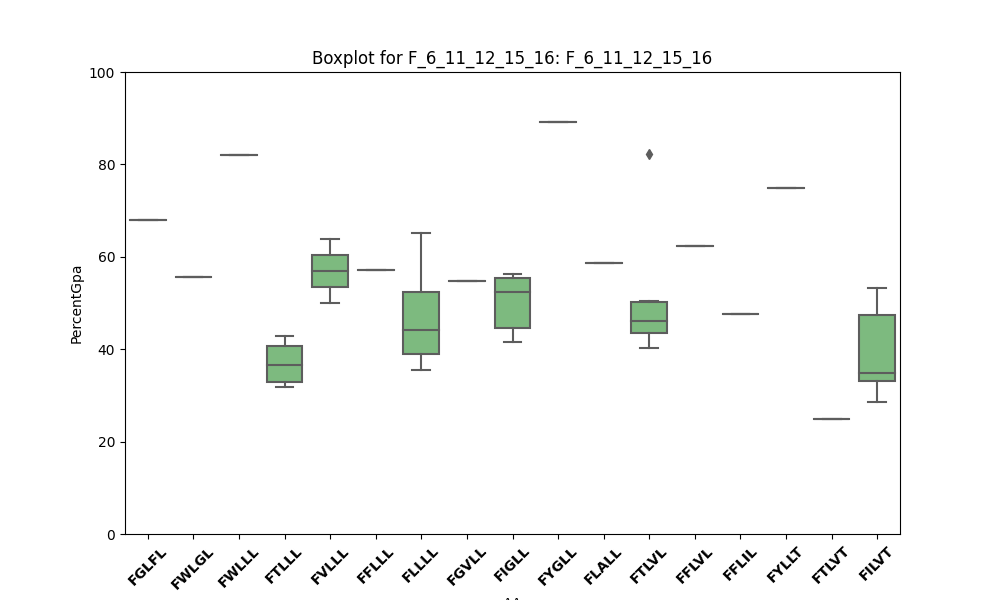 Boxplot for F_6_11_12_15_16: F_6_11_12_15_16
PercentGpa
100
80
60
40
20
0
FGLFL
FWLGL
FWLLL
FTLLL
FVLLL
FFLLL
FLLLL
FGVLL
FIGLL
FYGLL
FLALL
FTLVL
FFLVL
FFLIL
FYLLT
FTLVT
FILVT